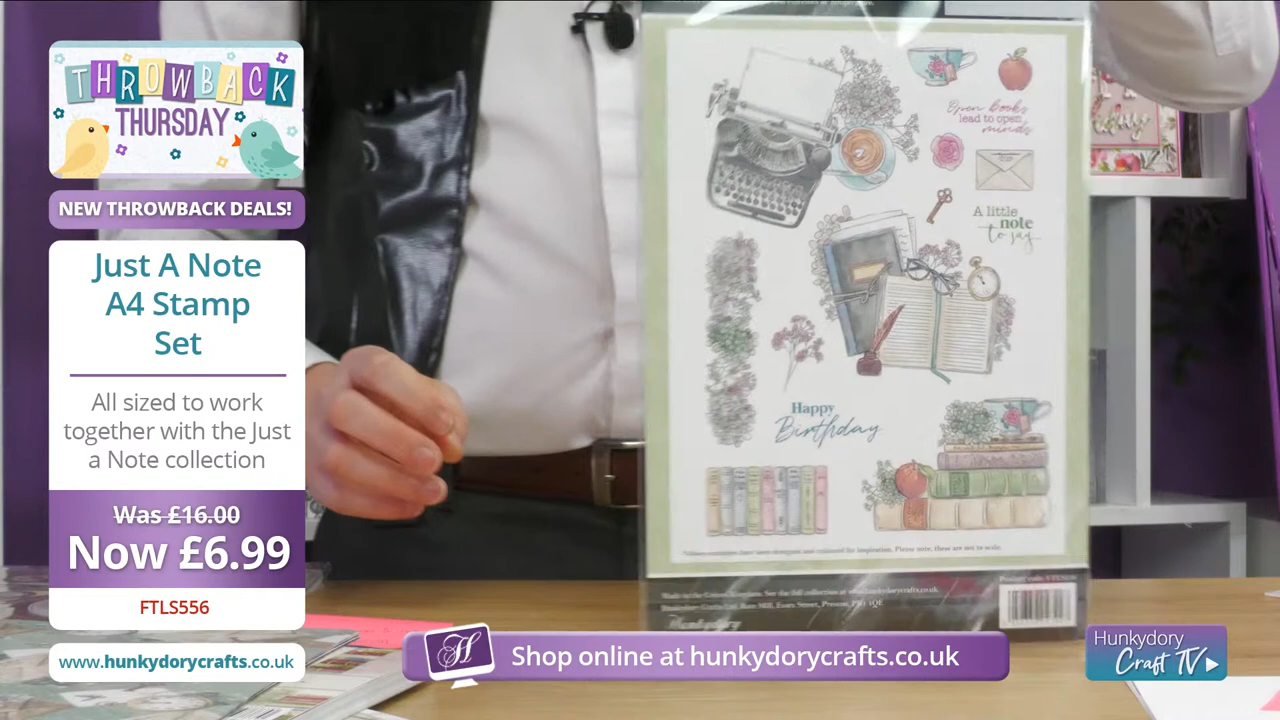 THROWBACK
THURSDAY
NEW THROWBACK DEALS!
Just A Note
A4 Stamp
Set
All sized to work
together with the Just
a Note collection
Was £16.00
Now £6.99
FTLS556
www.hunkydorycrafts.co.uk
Open books
lead to open
minds
A little
note
to say
Happy
Birthday
Shop online at hunkydorycrafts.co.uk
Hunkydory
Craft TV